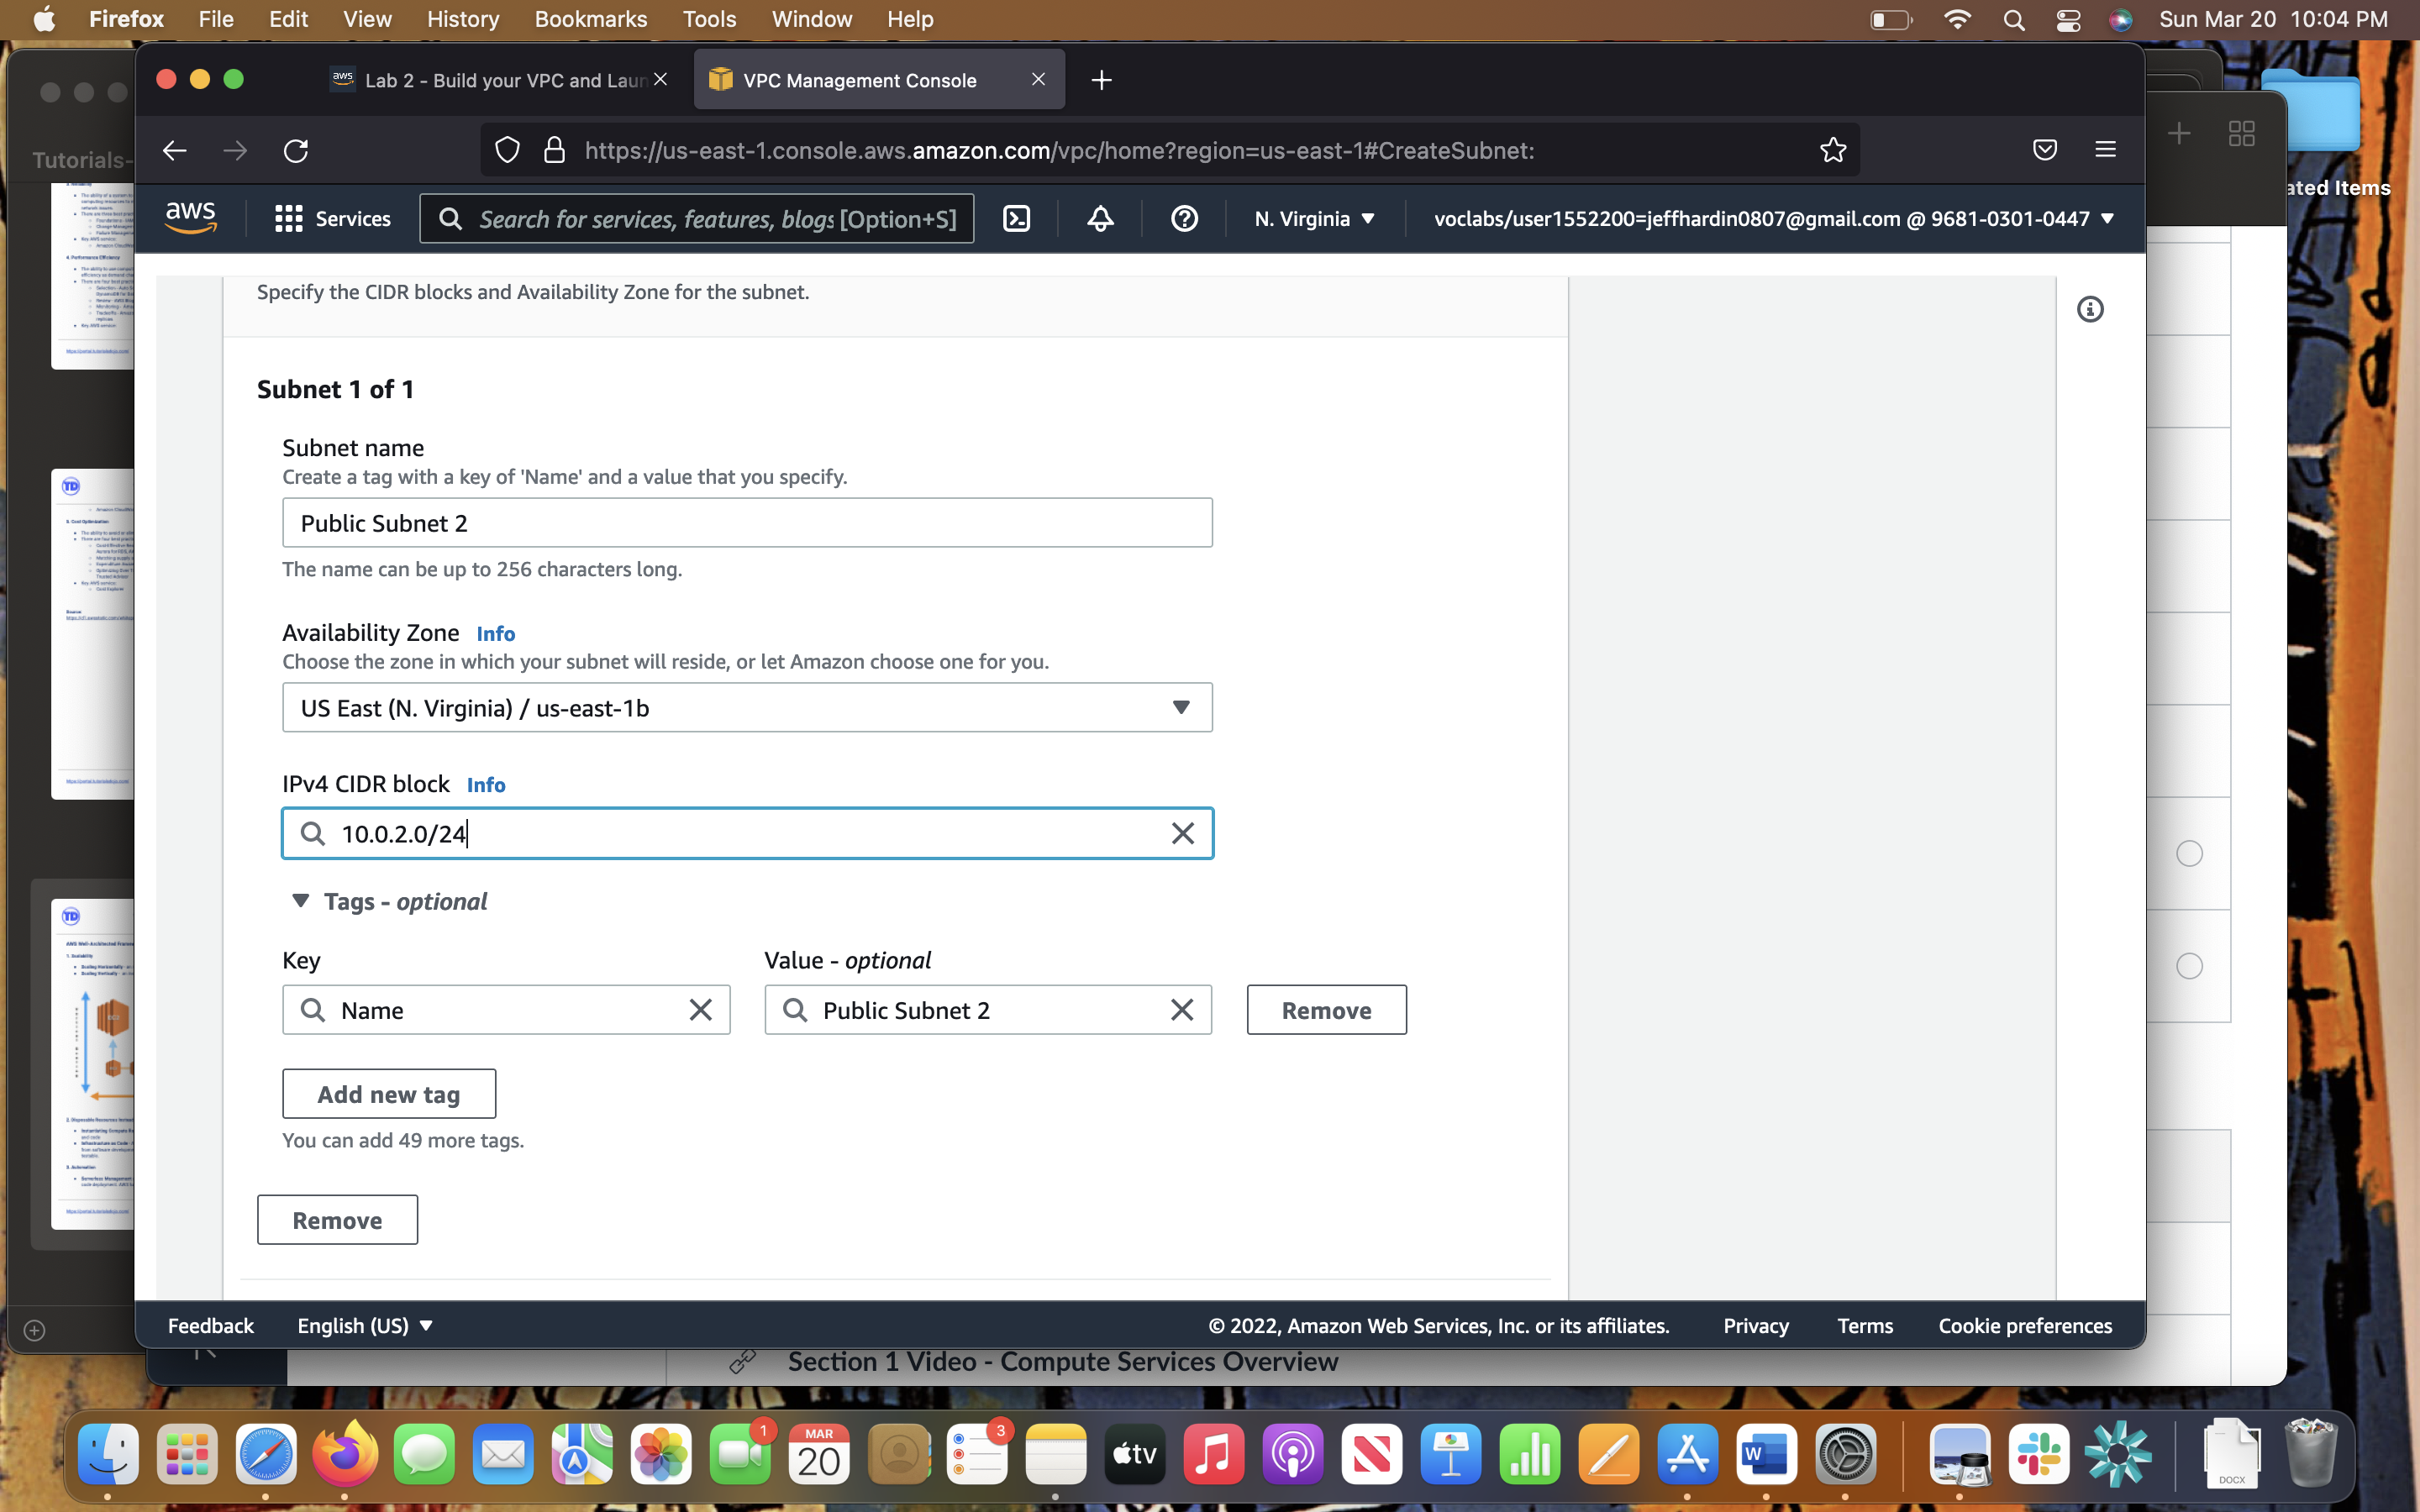 Firefox File Edit View History Bookmarks Tools Window Help Sun Mar 20 10:04 PM
aws Lab 2 - Build your VPC and Laun VPC Management Console
Tutorials-
https://us-east-1.console.aws.amazon.com/vpc/home?region=us-east-1#CreateSubnet:
ated Items
aws Services Search for services, features, blogs [Option+S] N. Virginia voclabs/user1552200=jeffhardin0807@gmail.com @ 9681-0301-0447
Specify the CIDR blocks and Availability Zone for the subnet.
4. Performance Efficiency
Subnet 1 of 1
Subnet name
Create a tag with a key of 'Name' and a value that you specify.
TD
Public Subnet 2
The name can be up to 256 characters long.
Availability Zone Info
Choose the zone in which your subnet will reside, or let Amazon choose one for you.
US East (N. Virginia) / us-east-1b
IPv4 CIDR block Info
10.0.2.0/24
Tags - optional
TD
Key Value - optional
Name Public Subnet 2 Remove
Add new tag
You can add 49 more tags.
Remove
Feedback English (US) © 2022, Amazon Web Services, Inc. or its affiliates. Privacy Terms Cookie preferences
Section 1 Video - Compute Services Overview
1
MAR
20
3
tv
W
DOCX